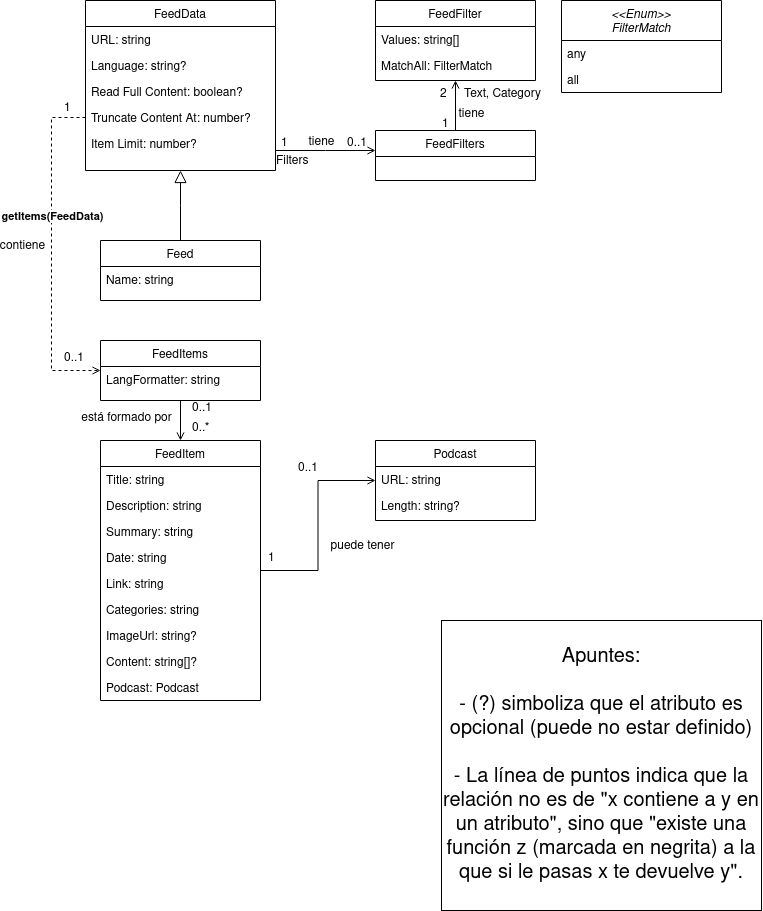 FeedData
URL: string
Language: string?
Read Full Content: boolean?
Truncate Content At: number?
Item Limit: number?
FeedFilter
Values: string[]
MatchAll: FilterMatch
<<Enum>>
FilterMatch
any
all
2
Text, Category
tiene
1
1
tiene
0..1
Filters
FeedFilters
1
getItems(FeedData)
contiene
0..1
Feed
Name: string
FeedItems
LangFormatter: string
está formado por
0..1
0..*
FeedItem
Title: string
Description: string
Summary: string
Date: string
Link: string
Categories: string
ImageUrl: string?
Content: string[]?
Podcast: Podcast
0..1
1
puede tener
Podcast
URL: string
Length: string?
Apuntes:
- (?) simboliza que el atributo es
opcional (puede no estar definido)
- La línea de puntos indica que la
relación no es de "x contiene a y en
un atributo", sino que "existe una
función z (marcada en negrita) a la
que si le pasas x te devuelve y".